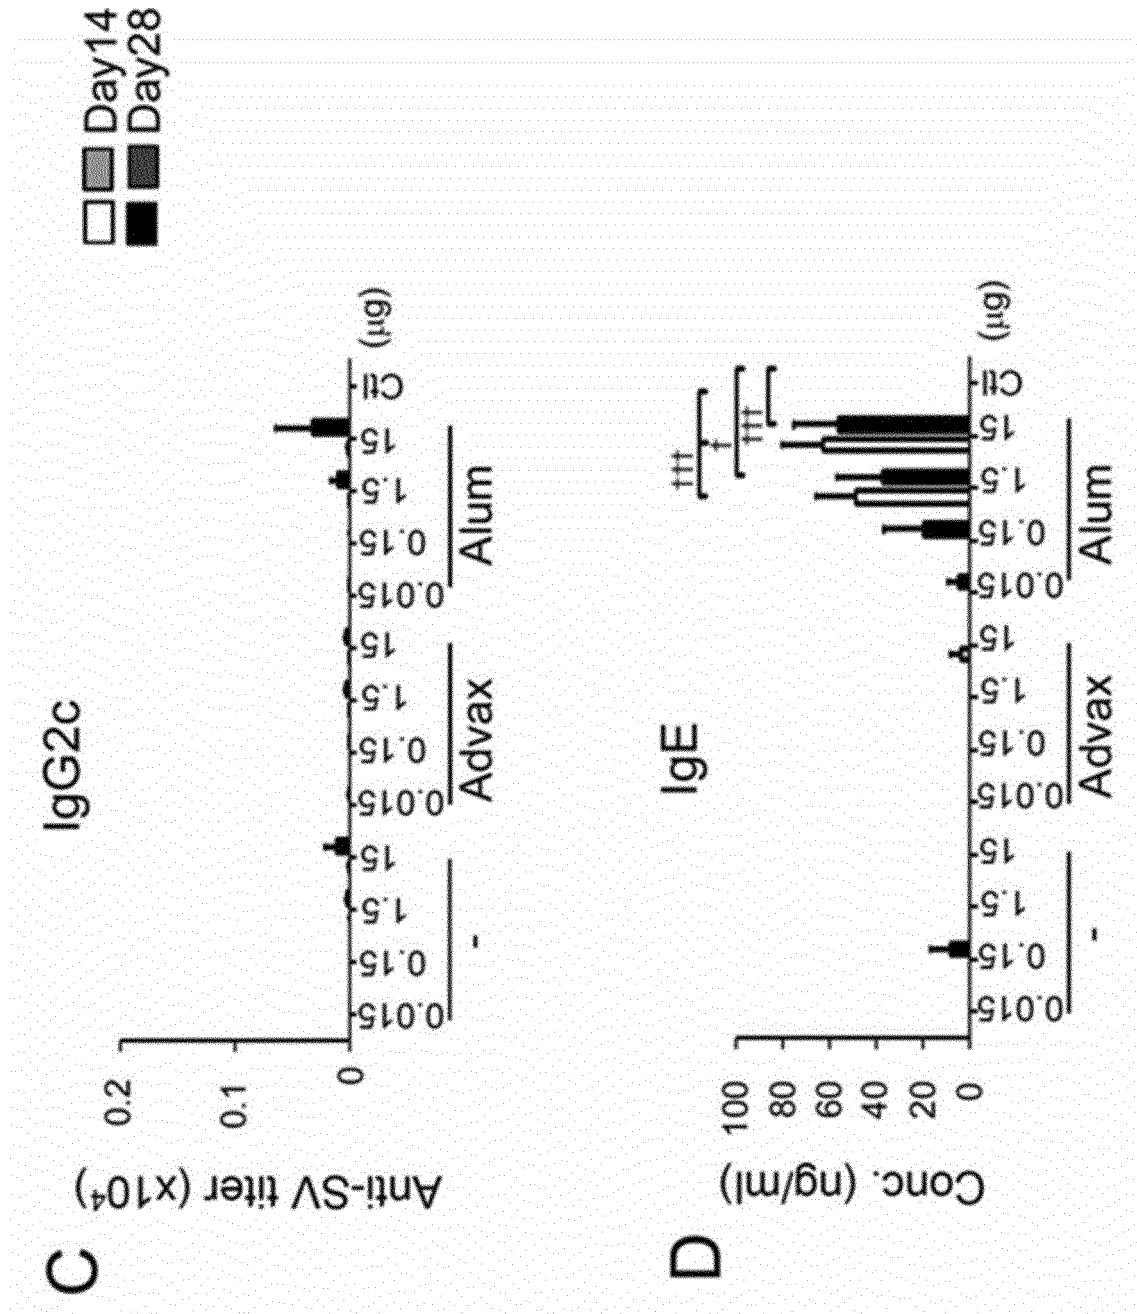 Day14
Day28
C
IgG2c
Anti-SV titer (x10⁴)
0.2
0.1
0
0.015 0.15 1.5 15 0.015 0.15 1.5 15 0.015 0.15 1.5 15 Ctl (μg)
- Advax Alum
D
IgE
Conc. (ng/ml)
100
80
60
40
20
0
†††
†
†††
0.015 0.15 1.5 15 0.015 0.15 1.5 15 0.015 0.15 1.5 15 Ctl (μg)
- Advax Alum